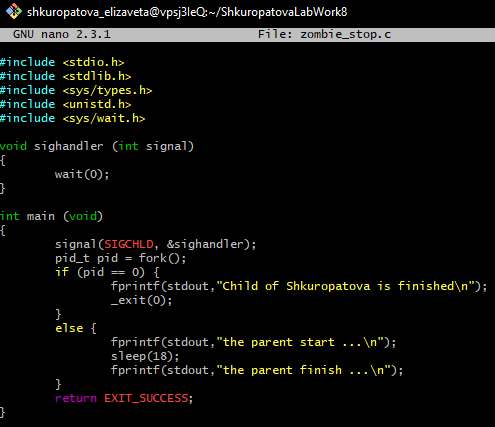 shkuropatova_elizaveta@vpsj3IeQ:~/ShkuropatovaLabWork8
GNU nano 2.3.1 File: zombie_stop.c
#include <stdio.h>
#include <stdlib.h>
#include <sys/types.h>
#include <unistd.h>
#include <sys/wait.h>
void sighandler (int signal)
{
wait(0);
}
int main (void)
{
signal(SIGCHLD, &sighandler);
pid_t pid = fork();
if (pid == 0) {
fprintf(stdout,"Child of Shkuropatova is finished\n");
_exit(0);
}
else {
fprintf(stdout,"the parent start ...\n");
sleep(18);
fprintf(stdout,"the parent finish ...\n");
}
return EXIT_SUCCESS;
}